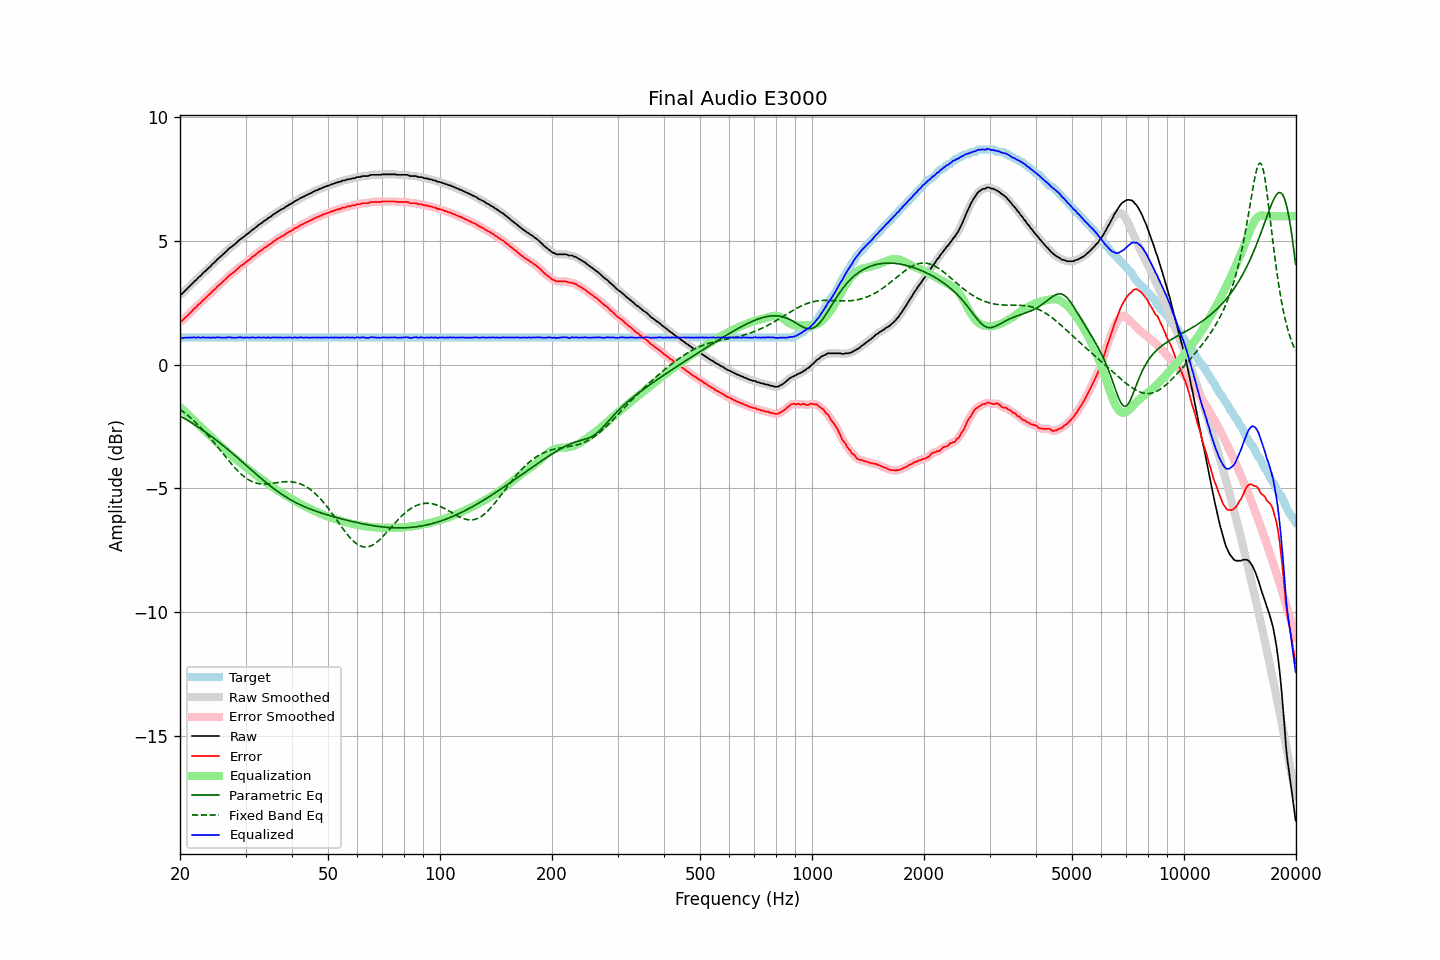 Final Audio E3000
10
5
0
−5
−10
−15
Amplitude (dBr)
Target
Raw Smoothed
Error Smoothed
Raw
Error
Equalization
Parametric Eq
Fixed Band Eq
Equalized
20 50 100 200 500 1000 2000 5000 10000 20000
Frequency (Hz)